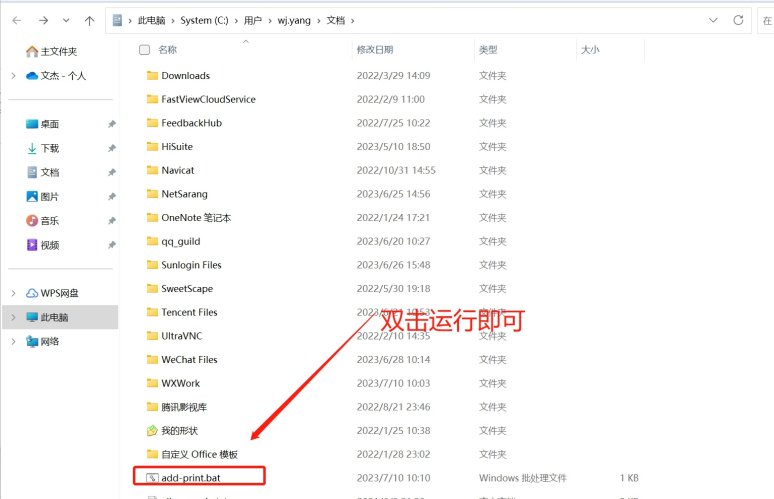 此电脑 › System (C:) › 用户 › wj.yang › 文档 › 在
名称 修改日期 类型 大小
主文件夹
文杰 - 个人
桌面
下载
文档
图片
音乐
视频
WPS网盘
此电脑
网络
Downloads 2022/3/29 14:09 文件夹
FastViewCloudService 2022/2/9 11:00 文件夹
FeedbackHub 2022/7/25 10:22 文件夹
HiSuite 2023/5/10 18:50 文件夹
Navicat 2022/10/31 14:55 文件夹
NetSarang 2023/6/25 14:56 文件夹
OneNote 笔记本 2022/1/24 17:21 文件夹
qq_guild 2023/6/20 10:27 文件夹
Sunlogin Files 2023/6/26 15:48 文件夹
SweetScape 2022/5/30 19:18 文件夹
Tencent Files 2023/6/21 10:53 文件夹
双击运行即可
UltraVNC 2022/2/10 14:35 文件夹
WeChat Files 2023/6/28 10:14 文件夹
WXWork 2023/7/10 10:03 文件夹
腾讯影视库 2022/8/21 23:46 文件夹
我的形状 2022/1/25 10:38 文件夹
自定义 Office 模板 2022/1/28 23:02 文件夹
add-print.bat 2023/7/10 10:10 Windows 批处理文件 1 KB